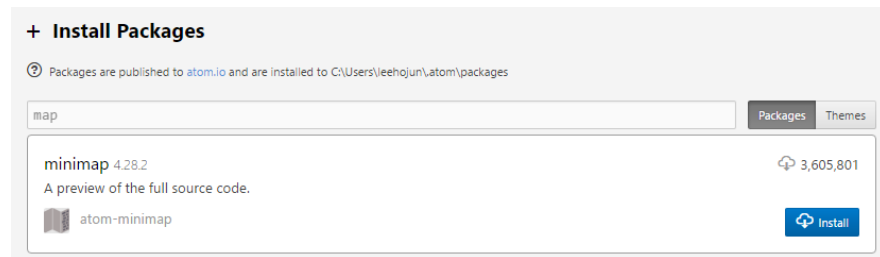 + Install Packages
Packages are published to atom.io and are installed to C:\Users\leehojun\.atom\packages
map
Packages Themes
minimap 4.28.2
3,605,801
A preview of the full source code.
atom-minimap
Install